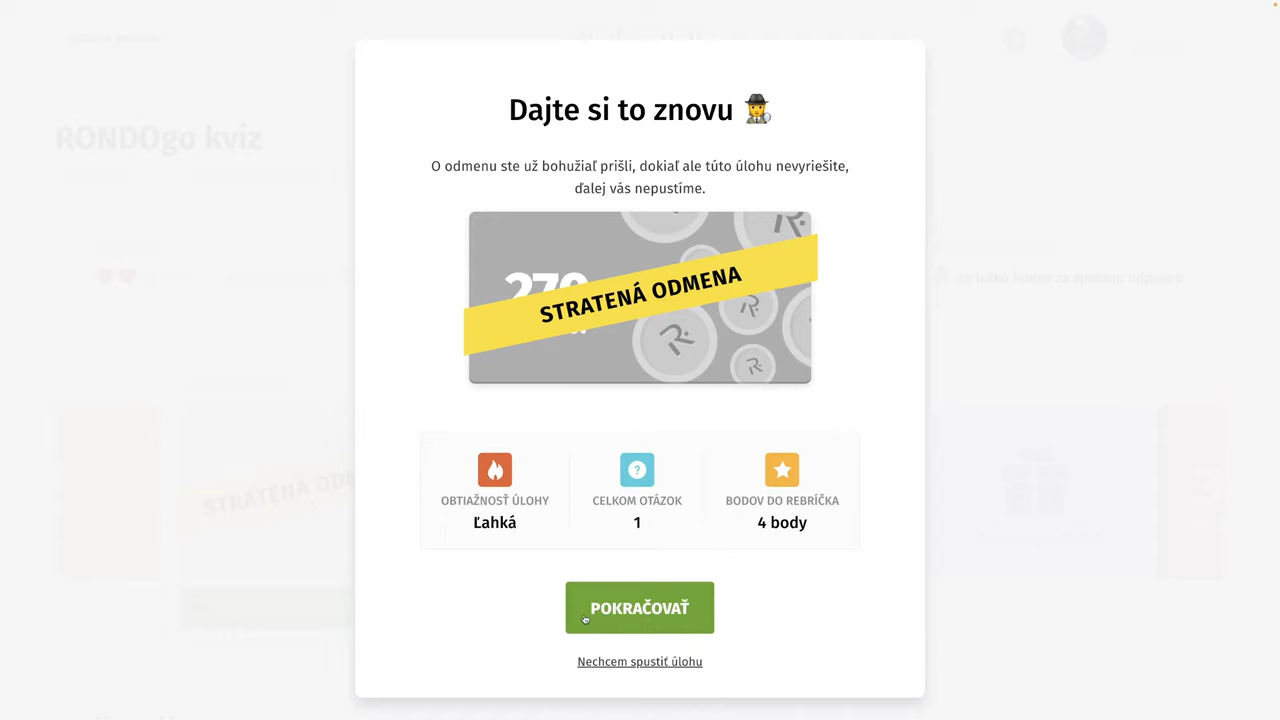 RONDOgo kvíz
Dajte si to znovu
O odmenu ste už bohužiaľ prišli, dokiaľ ale túto úlohu nevyriešite,
ďalej vás nepustíme.
STRATENÁ ODMENA
OBTIAŽNOSŤ ÚLOHY
Ľahká
CELKOM OTÁZOK
1
BODOV DO REBRÍČKA
4 body
POKRAČOVAŤ
Nechcem spustiť úlohu